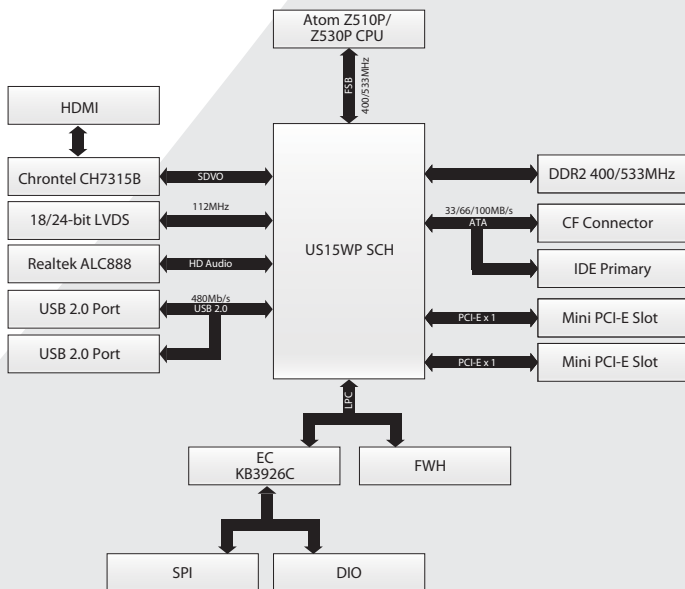 Atom Z510P/
Z530P CPU
FSB
400/533MHz
HDMI
Chrontel CH7315B
SDVO
DDR2 400/533MHz
18/24-bit LVDS
112MHz
33/66/100MB/s
ATA
CF Connector
US15WP SCH
Realtek ALC888
HD Audio
IDE Primary
USB 2.0 Port
480Mb/s
USB 2.0
PCI-E x 1
Mini PCI-E Slot
USB 2.0 Port
PCI-E x 1
Mini PCI-E Slot
LPC
EC
KB3926C
FWH
SPI
DIO